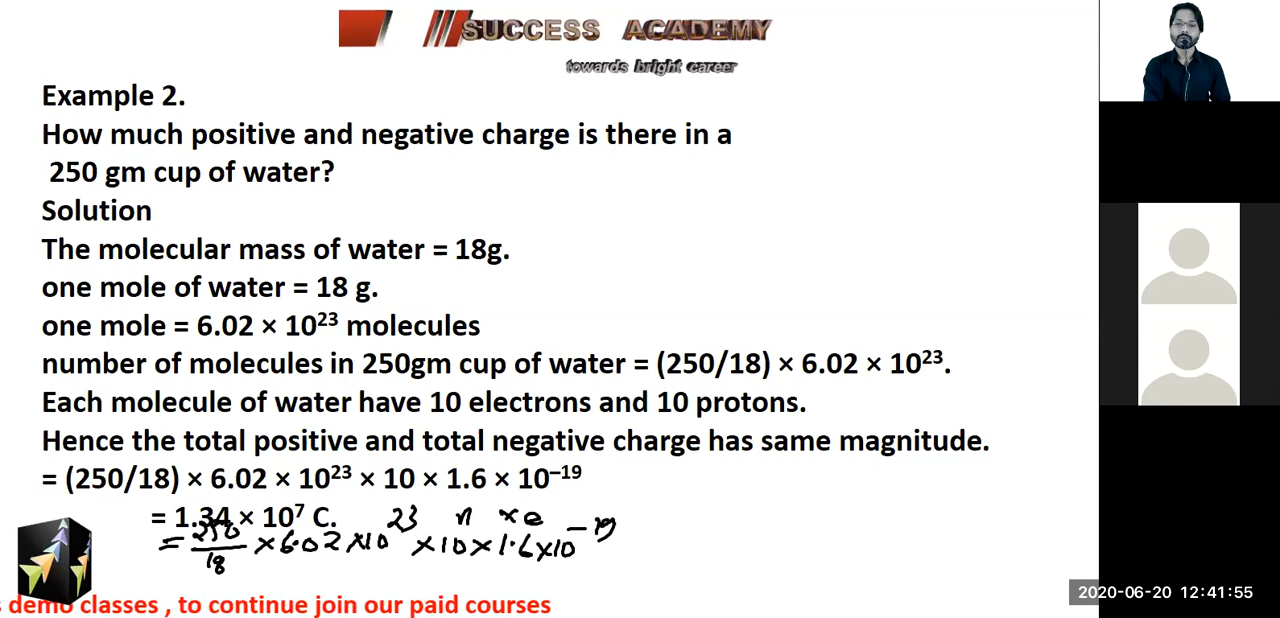 SUCCESS ACADEMY
towards bright career
Example 2.
How much positive and negative charge is there in a
250 gm cup of water?
Solution
The molecular mass of water = 18g.
one mole of water = 18 g.
one mole = 6.02 × 10²³ molecules
number of molecules in 250gm cup of water = (250/18) × 6.02 × 10²³.
Each molecule of water have 10 electrons and 10 protons.
Hence the total positive and total negative charge has same magnitude.
= (250/18) × 6.02 × 10²³ × 10 × 1.6 × 10⁻¹⁹
= 1.34 × 10⁷ C.
n × e
= 250/18 × 6.02 × 10²³ × 10 × 1.6 × 10⁻¹⁹
s demo classes , to continue join our paid courses
2020-06-20 12:41:55